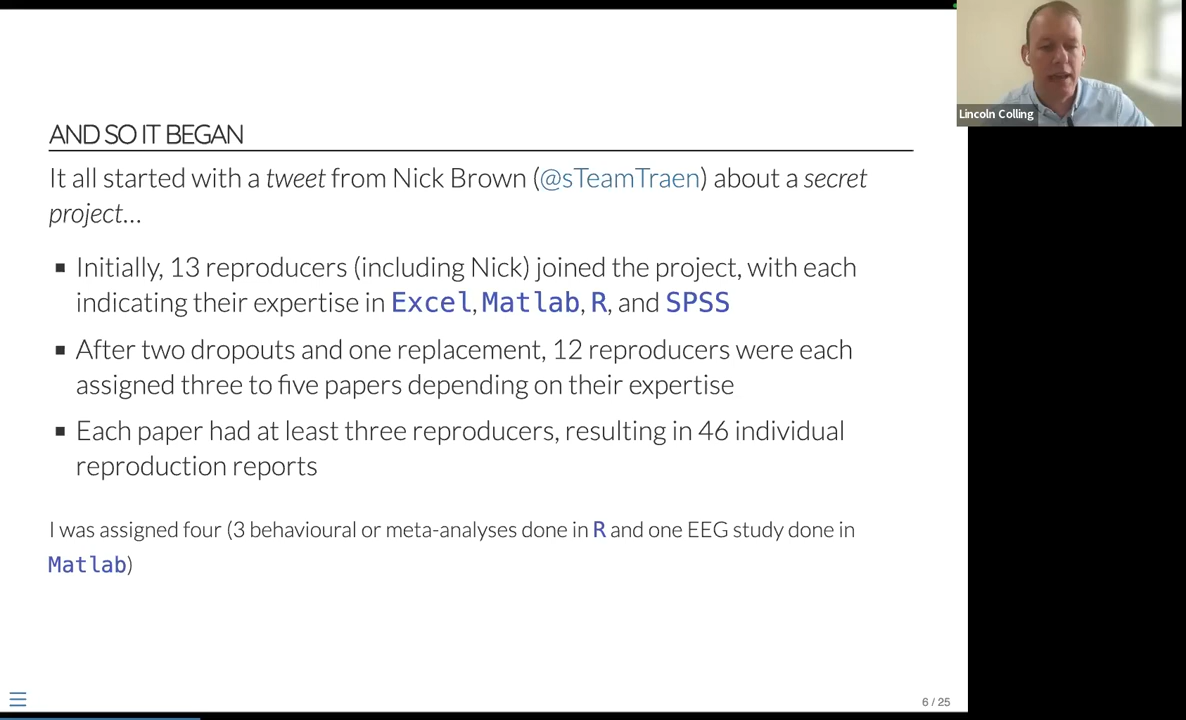 AND SO IT BEGAN
It all started with a tweet from Nick Brown (@sTeamTraen) about a secret
project...
▪ Initially, 13 reproducers (including Nick) joined the project, with each
indicating their expertise in Excel, Matlab, R, and SPSS
▪ After two dropouts and one replacement, 12 reproducers were each
assigned three to five papers depending on their expertise
▪ Each paper had at least three reproducers, resulting in 46 individual
reproduction reports
I was assigned four (3 behavioural or meta-analyses done in R and one EEG study done in
Matlab)
6 / 25
Lincoln Colling